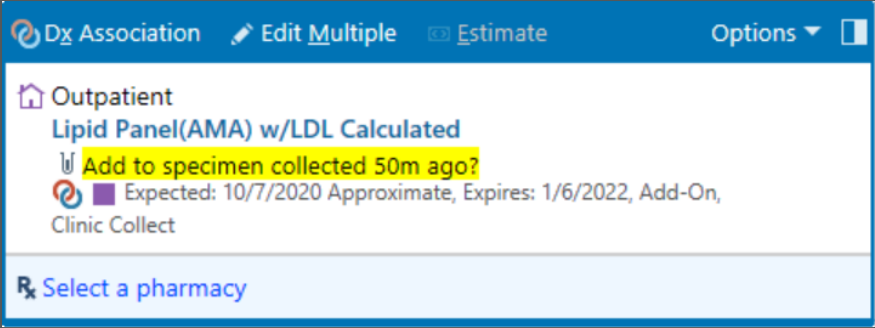 Dx Association Edit Multiple Estimate Options
Outpatient
Lipid Panel(AMA) w/LDL Calculated
Add to specimen collected 50m ago?
Expected: 10/7/2020 Approximate, Expires: 1/6/2022, Add-On,
Clinic Collect
Rx Select a pharmacy